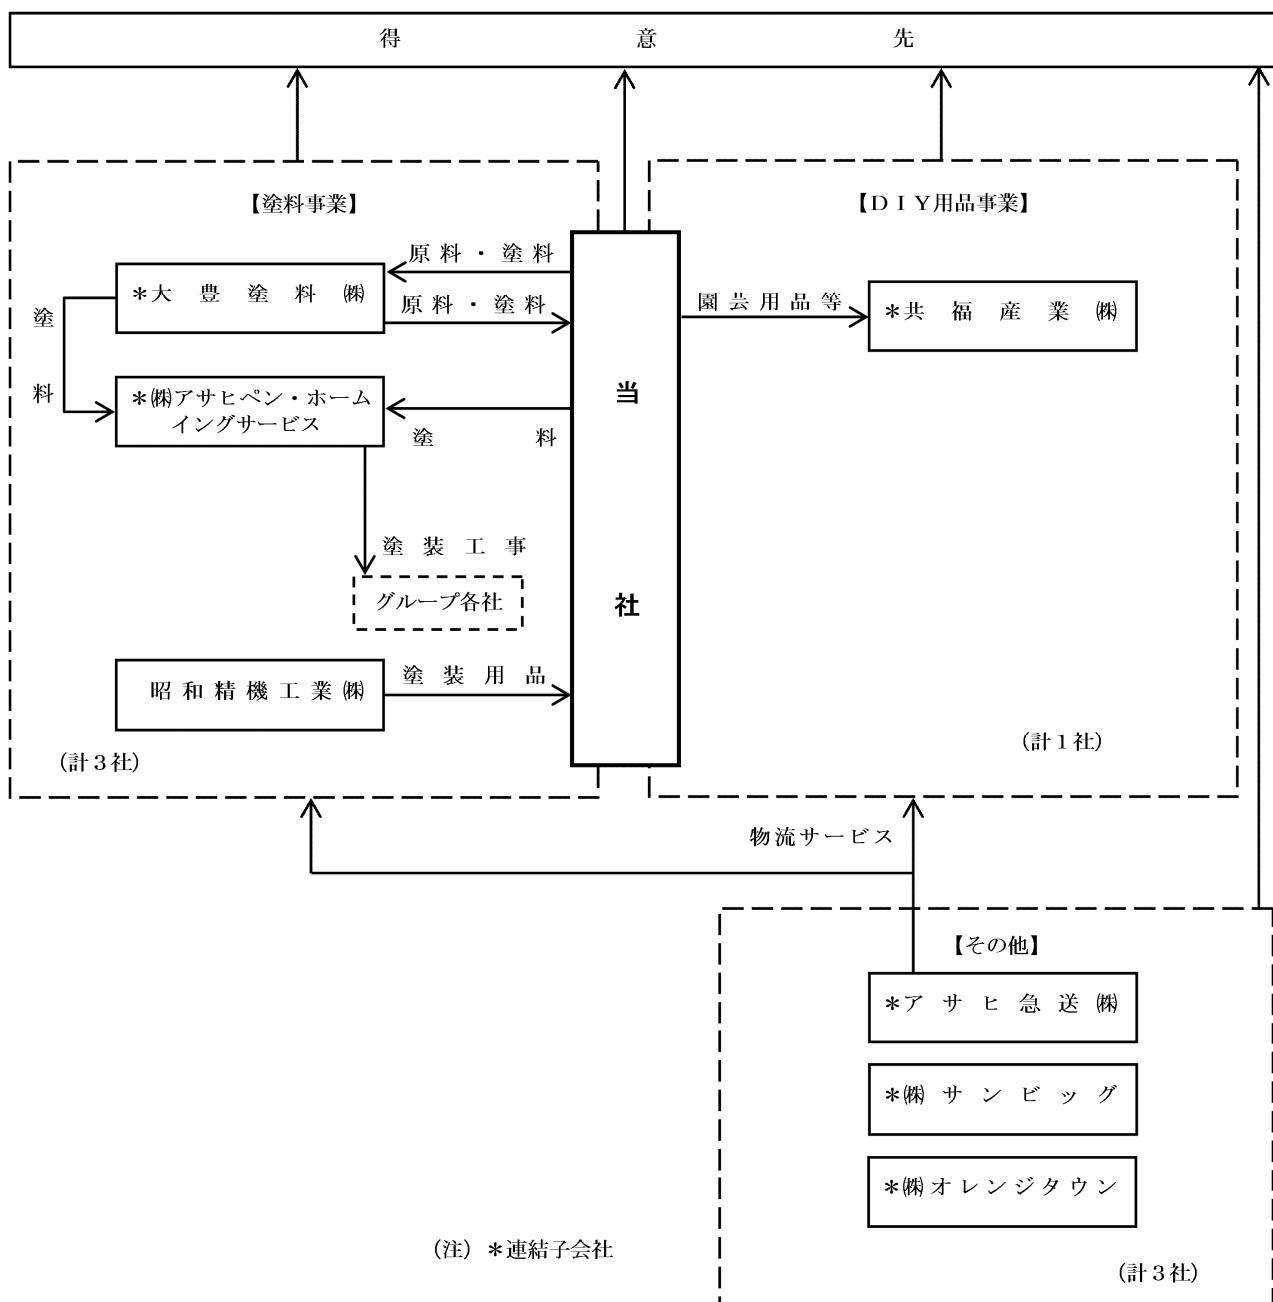 得意先
【塗料事業】
【ＤＩＹ用品事業】
原料・塗料
＊大豊塗料㈱
原料・塗料
塗料
園芸用品等
＊共福産業㈱
＊㈱アサヒペン・ホーム
イングサービス
塗料
当社
塗装工事
グループ各社
塗装用品
昭和精機工業㈱
（計３社）
（計１社）
物流サービス
【その他】
＊アサヒ急送㈱
＊㈱サンビッグ
＊㈱オレンジタウン
（注）＊連結子会社
（計３社）